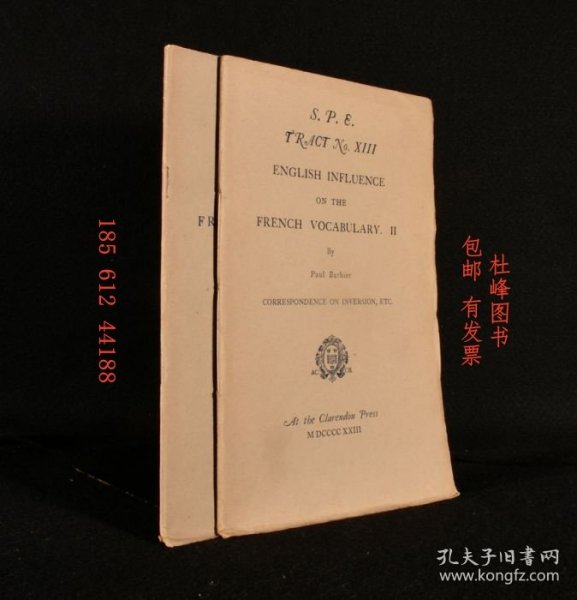 S. P. E.
TRACT No. XIII
ENGLISH INFLUENCE
ON THE
FRENCH VOCABULARY. II
By
Paul Barbier
CORRESPONDENCE ON INVERSION, ETC.
AC OX
At the Clarendon Press
M DCCCC XXIII
FR
185 612 44188
杜峰图书
包邮 有发票
孔夫子旧书网
www.kongfz.com